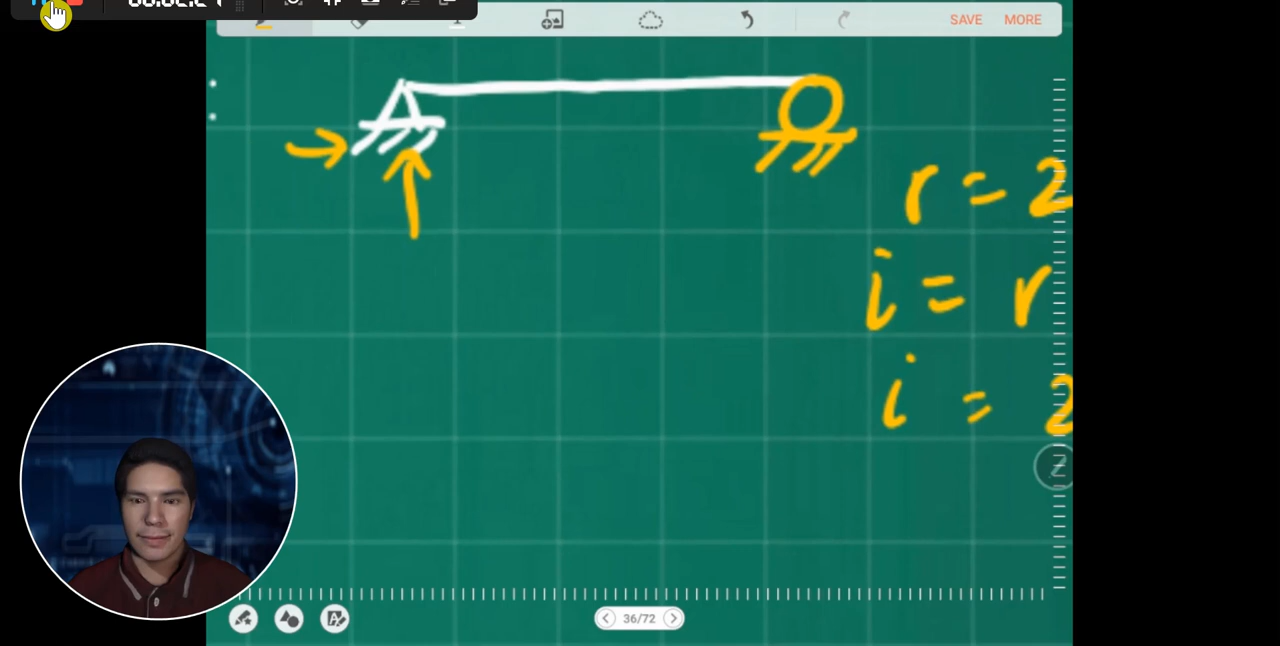 SAVE MORE
r = 2
i = r
i = 2
36/72